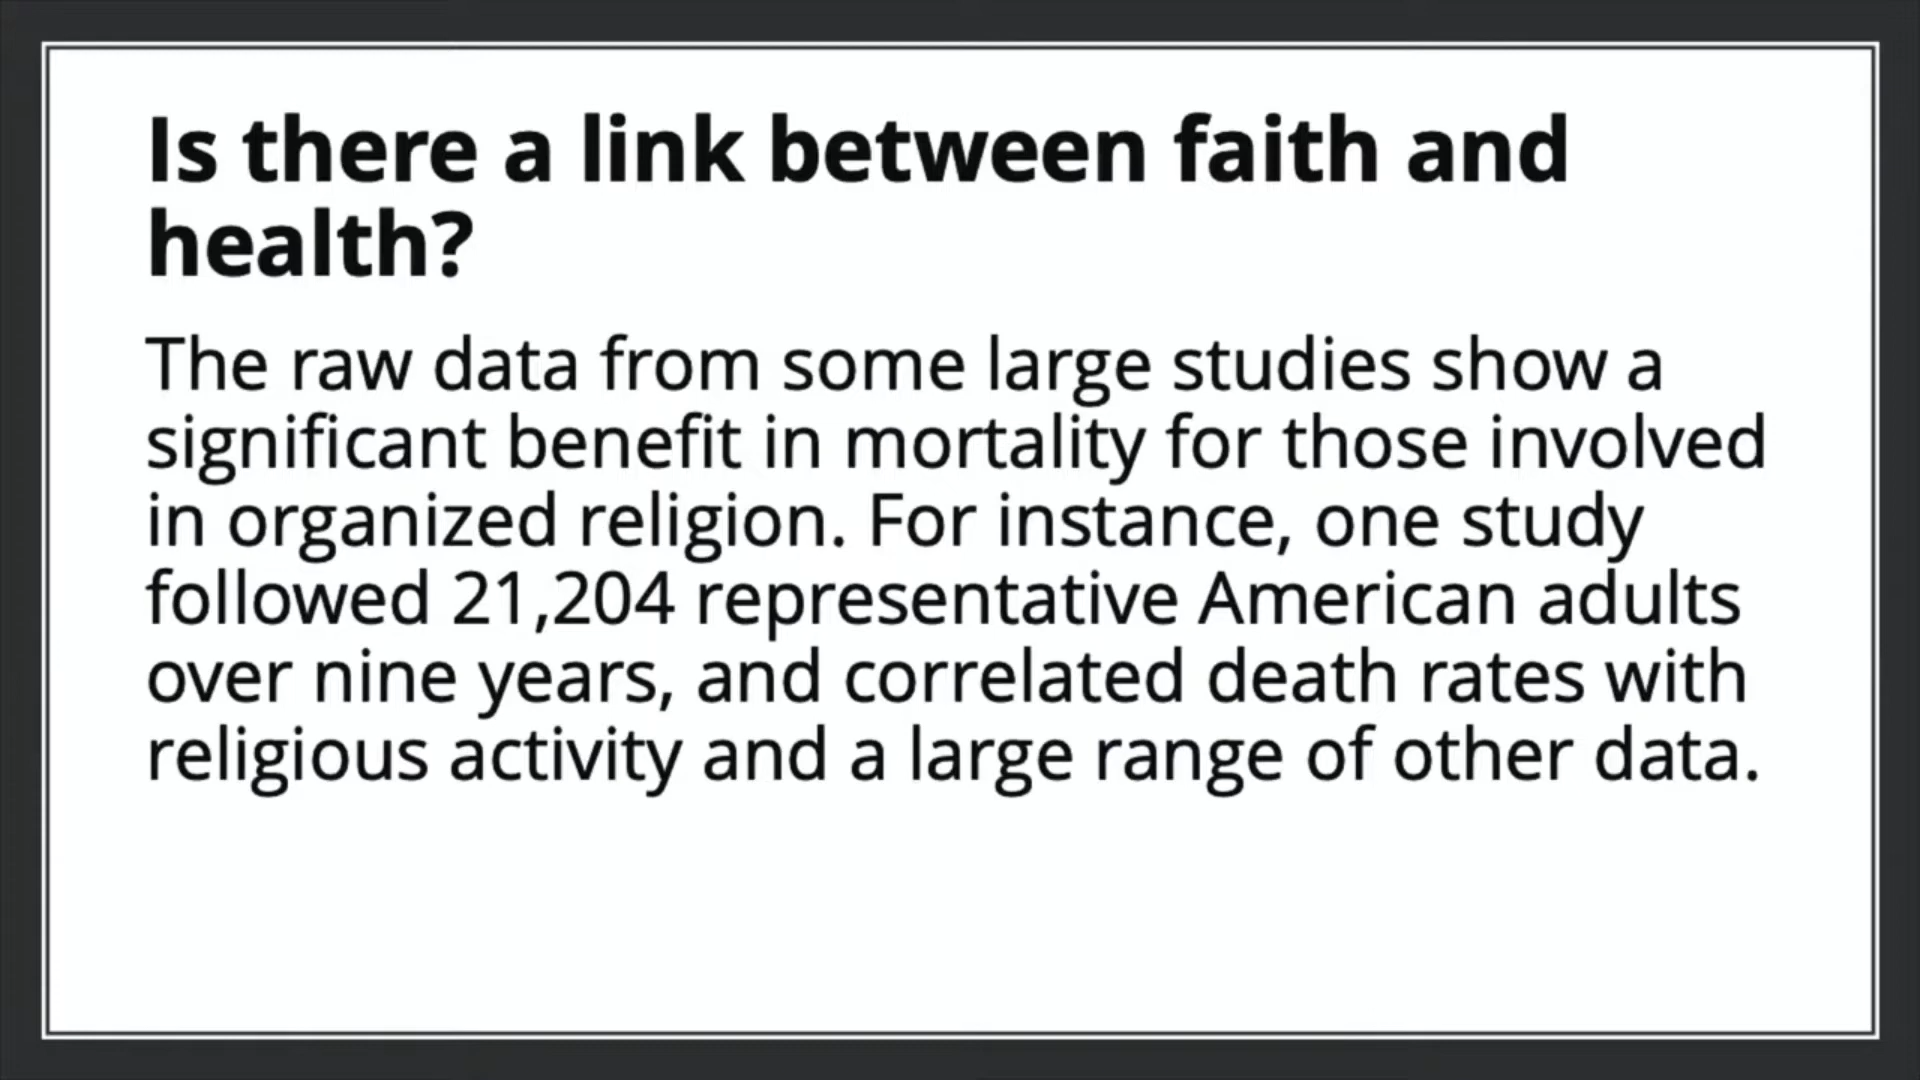 Is there a link between faith and
health?
The raw data from some large studies show a
significant benefit in mortality for those involved
in organized religion. For instance, one study
followed 21,204 representative American adults
over nine years, and correlated death rates with
religious activity and a large range of other data.